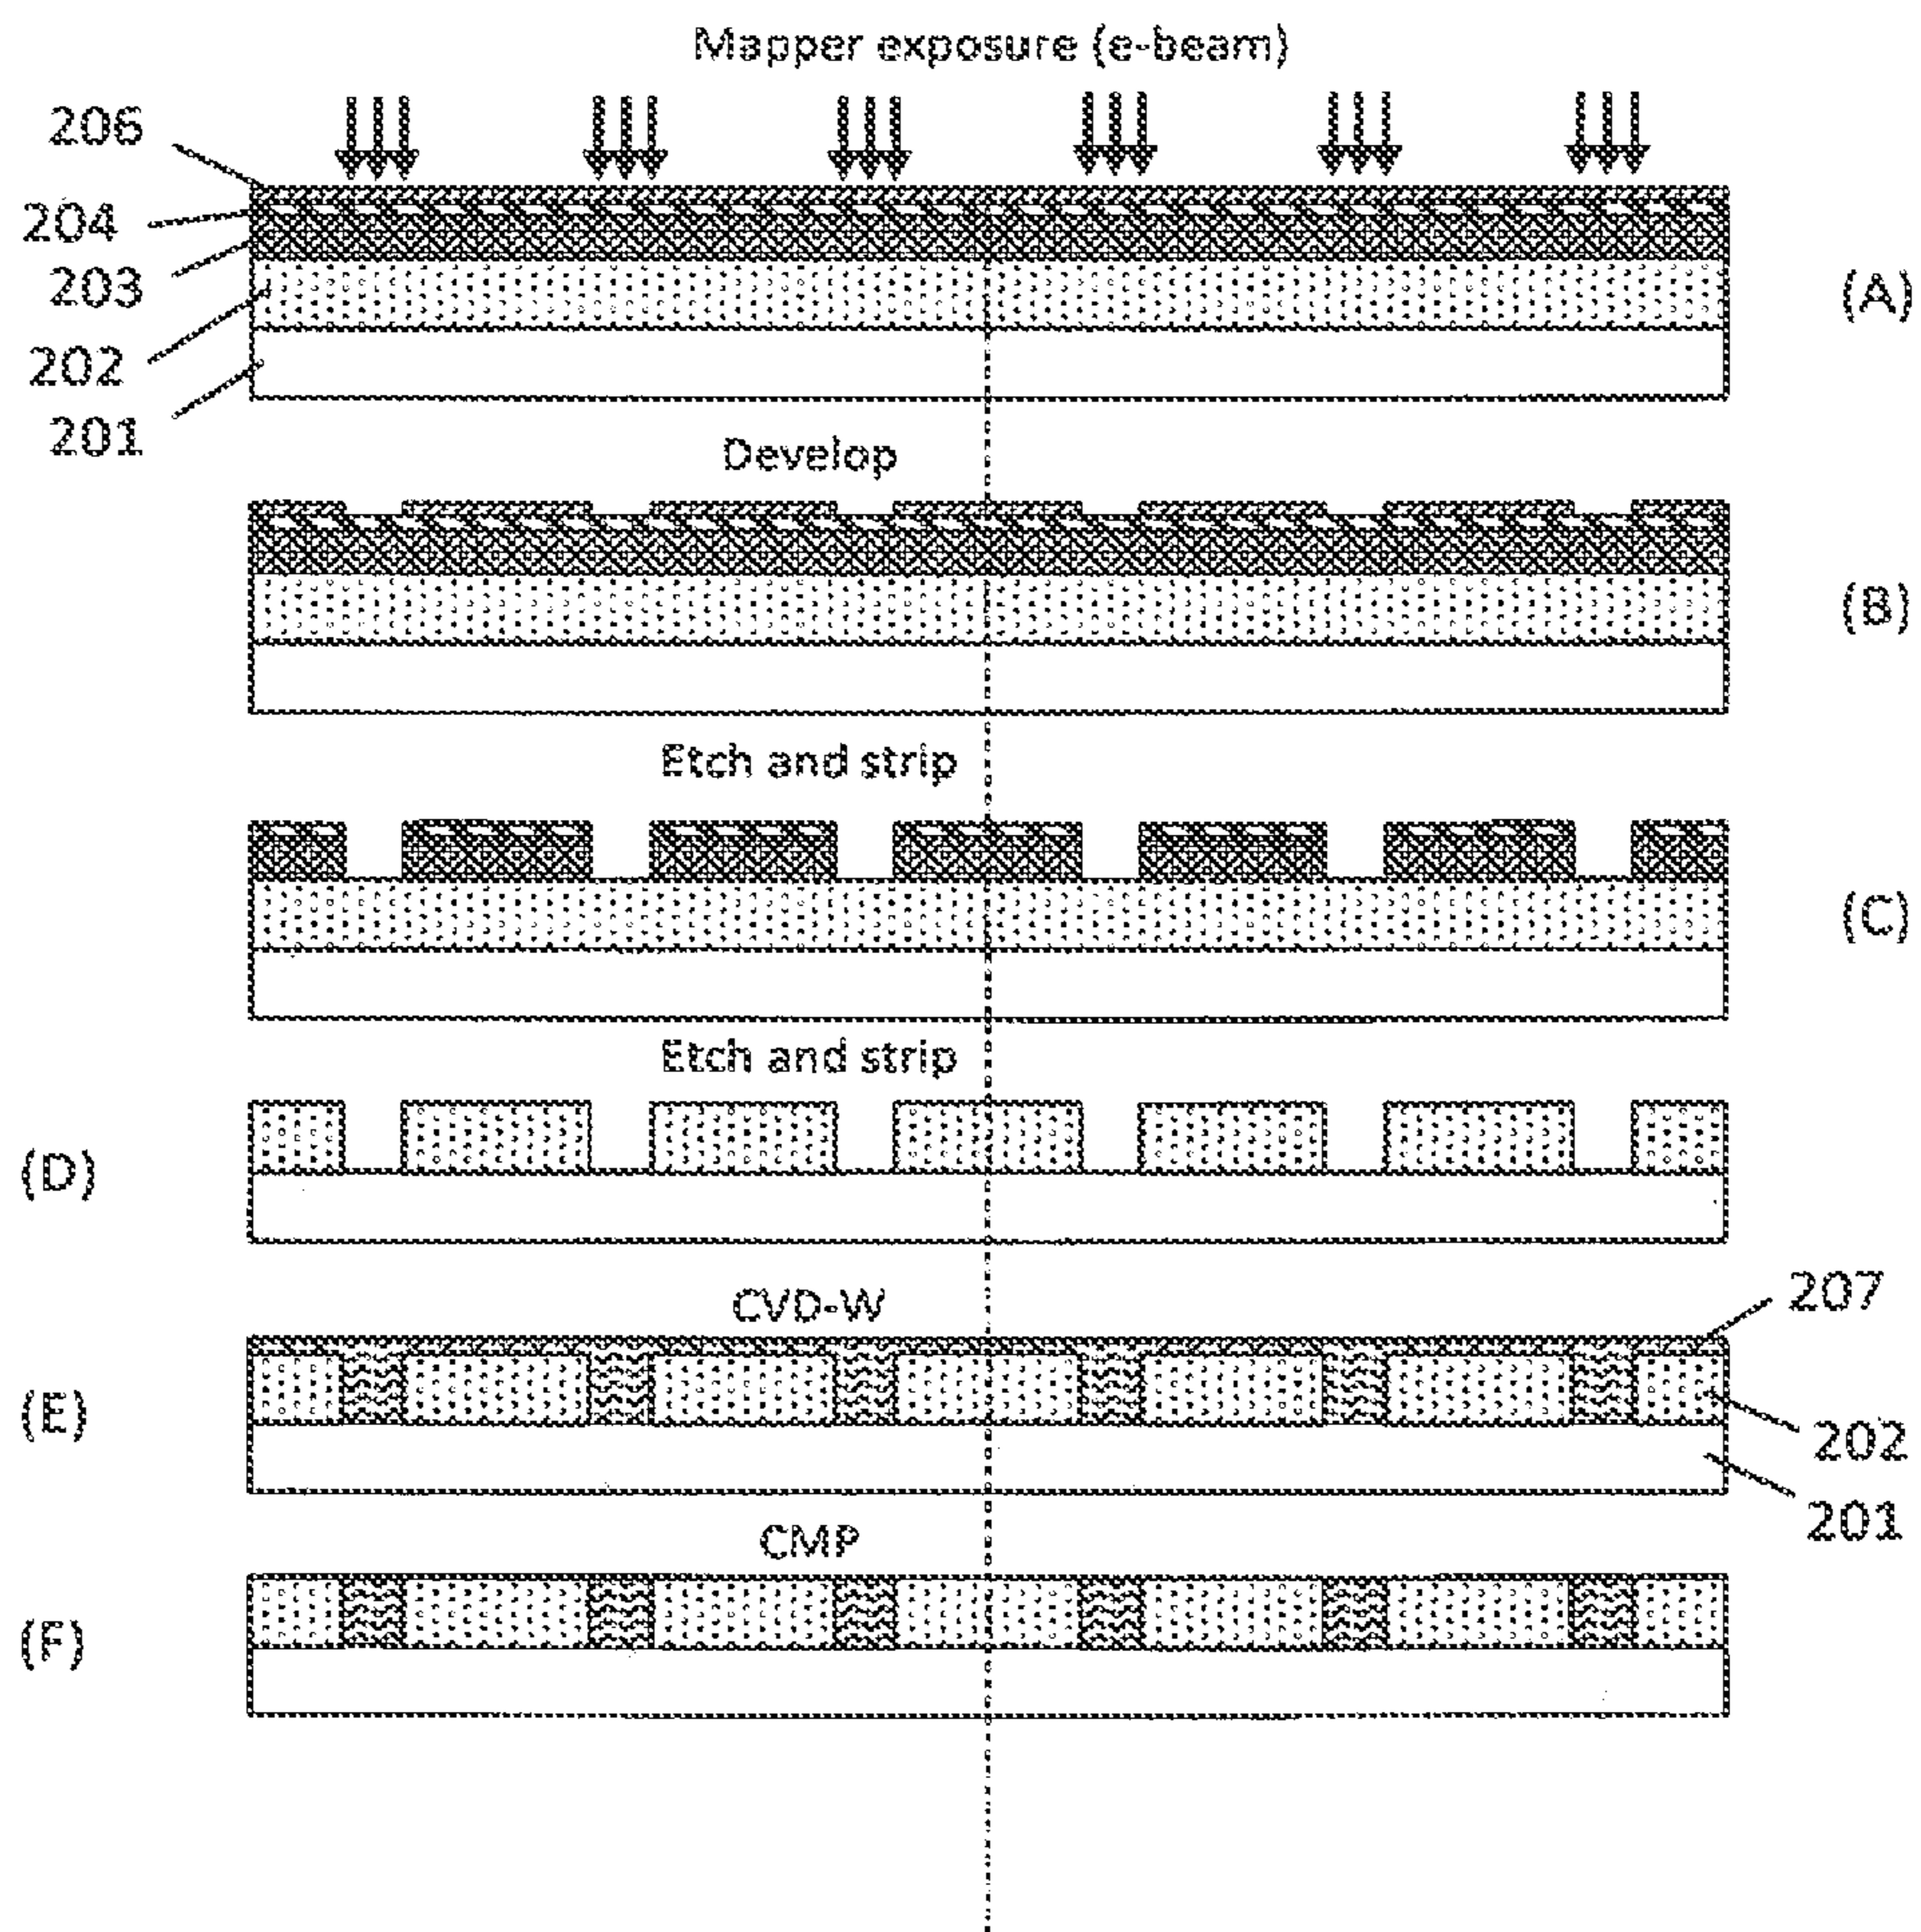 Mapper exposure (e-beam)
206
204
203
202
201
(A)
Develop
(B)
Etch and strip
(C)
Etch and strip
(D)
CVD-W
207
(E)
202
201
CMP
(F)